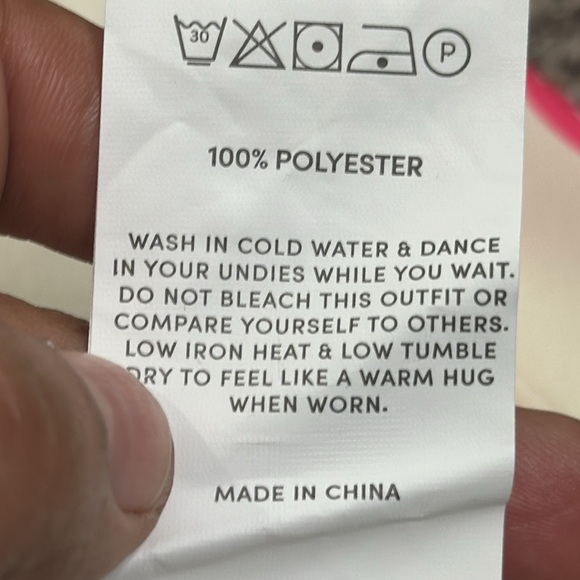 30 P
100% POLYESTER
WASH IN COLD WATER & DANCE
IN YOUR UNDIES WHILE YOU WAIT.
DO NOT BLEACH THIS OUTFIT OR
COMPARE YOURSELF TO OTHERS.
LOW IRON HEAT & LOW TUMBLE
DRY TO FEEL LIKE A WARM HUG
WHEN WORN.
MADE IN CHINA